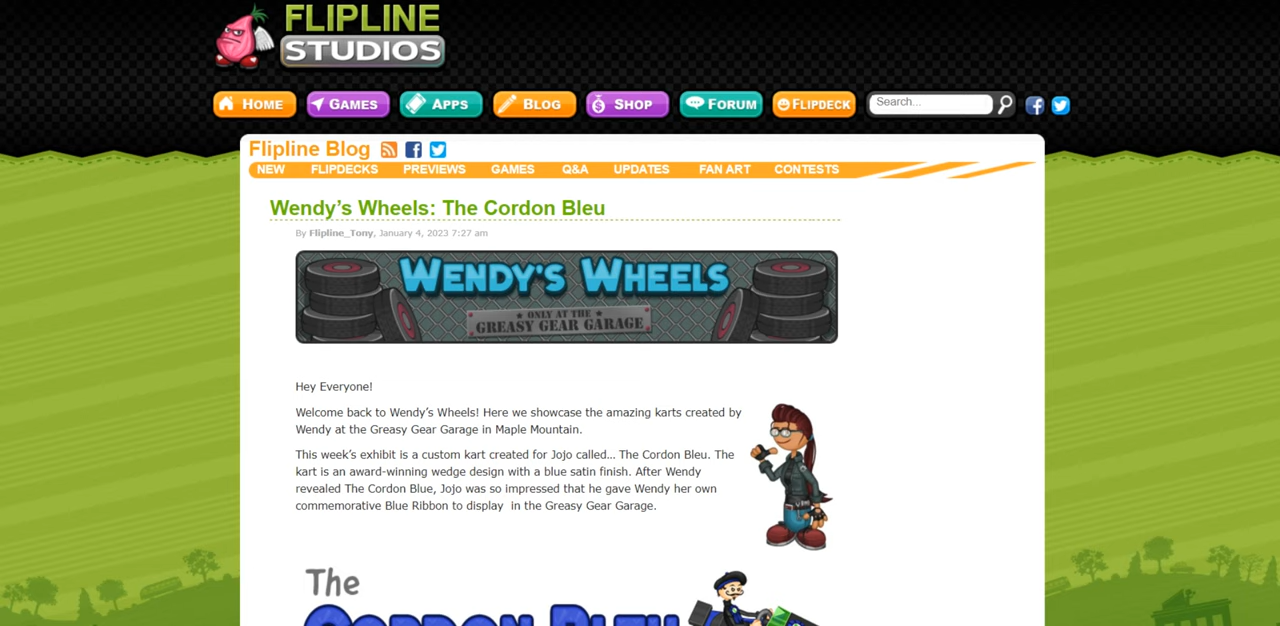 FLIPLINE
STUDIOS
HOME GAMES APPS BLOG SHOP FORUM FLIPDECK Search...
Flipline Blog
NEW FLIPDECKS PREVIEWS GAMES Q&A UPDATES FAN ART CONTESTS
Wendy’s Wheels: The Cordon Bleu
By Flipline_Tony, January 4, 2023 7:27 am
WENDY'S WHEELS
★ ONLY AT THE ★
GREASY GEAR GARAGE
Hey Everyone!
Welcome back to Wendy’s Wheels! Here we showcase the amazing karts created by
Wendy at the Greasy Gear Garage in Maple Mountain.
This week’s exhibit is a custom kart created for Jojo called… The Cordon Bleu. The
kart is an award-winning wedge design with a blue satin finish. After Wendy
revealed The Cordon Blue, Jojo was so impressed that he gave Wendy her own
commemorative Blue Ribbon to display  in the Greasy Gear Garage.
The
CORDON BLEU